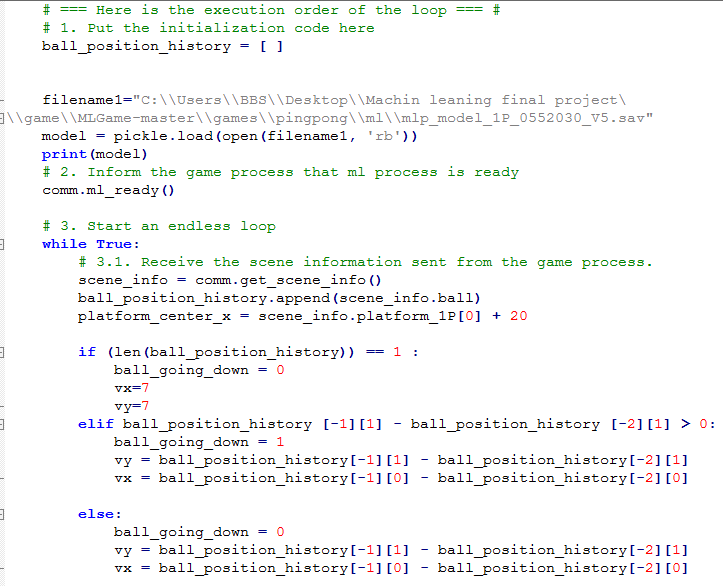 # === Here is the execution order of the loop === #
# 1. Put the initialization code here
ball_position_history = [ ]
filename1="C:\\Users\\BBS\\Desktop\\Machin leaning final project\
\\game\\MLGame-master\\games\\pingpong\\ml\\mlp_model_1P_0552030_V5.sav"
model = pickle.load(open(filename1, 'rb'))
print(model)
# 2. Inform the game process that ml process is ready
comm.ml_ready()
# 3. Start an endless loop
while True:
# 3.1. Receive the scene information sent from the game process.
scene_info = comm.get_scene_info()
ball_position_history.append(scene_info.ball)
platform_center_x = scene_info.platform_1P[0] + 20
if (len(ball_position_history)) == 1 :
ball_going_down = 0
vx=7
vy=7
elif ball_position_history [-1][1] - ball_position_history [-2][1] > 0:
ball_going_down = 1
vy = ball_position_history[-1][1] - ball_position_history[-2][1]
vx = ball_position_history[-1][0] - ball_position_history[-2][0]
else:
ball_going_down = 0
vy = ball_position_history[-1][1] - ball_position_history[-2][1]
vx = ball_position_history[-1][0] - ball_position_history[-2][0]